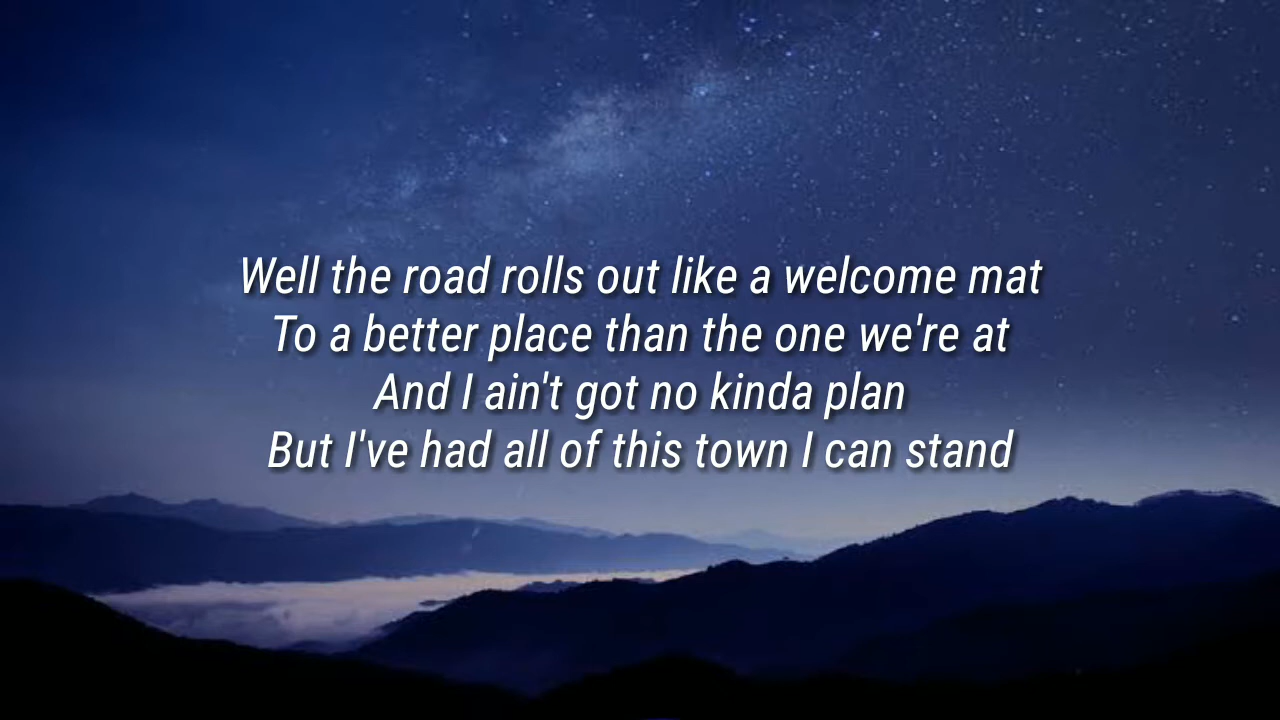 Well the road rolls out like a welcome mat
To a better place than the one we're at
And I ain't got no kinda plan
But I've had all of this town I can stand